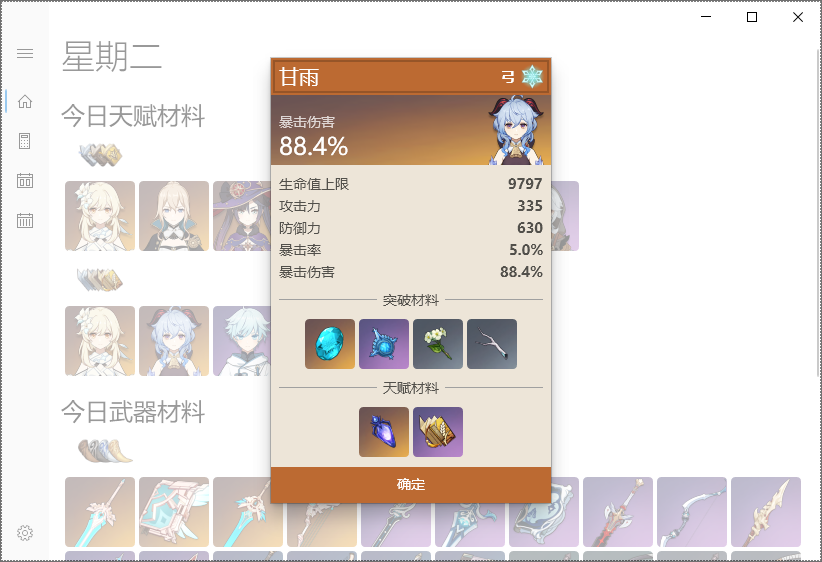 星期二
今日天赋材料
今日武器材料
甘雨 弓
暴击伤害
88.4%
生命值上限 9797
攻击力 335
防御力 630
暴击率 5.0%
暴击伤害 88.4%
突破材料
天赋材料
确定